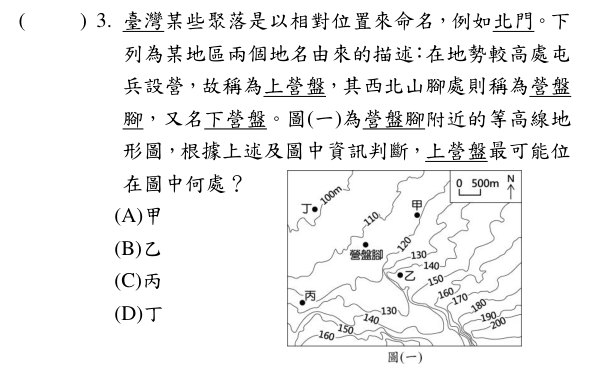 (　　) 3. 臺灣某些聚落是以相對位置來命名，例如北門。下
列為某地區兩個地名由來的描述：在地勢較高處屯
兵設營，故稱為上營盤，其西北山腳處則稱為營盤
腳，又名下營盤。圖(一)為營盤腳附近的等高線地
形圖，根據上述及圖中資訊判斷，上營盤最可能位
在圖中何處？
(A)甲
(B)乙
(C)丙
(D)丁
0 500m N
丁 100m
甲
110
120
營盤腳
130
140
乙
150
160
170
180
190
200
丙
130
140
150
160
圖(一)